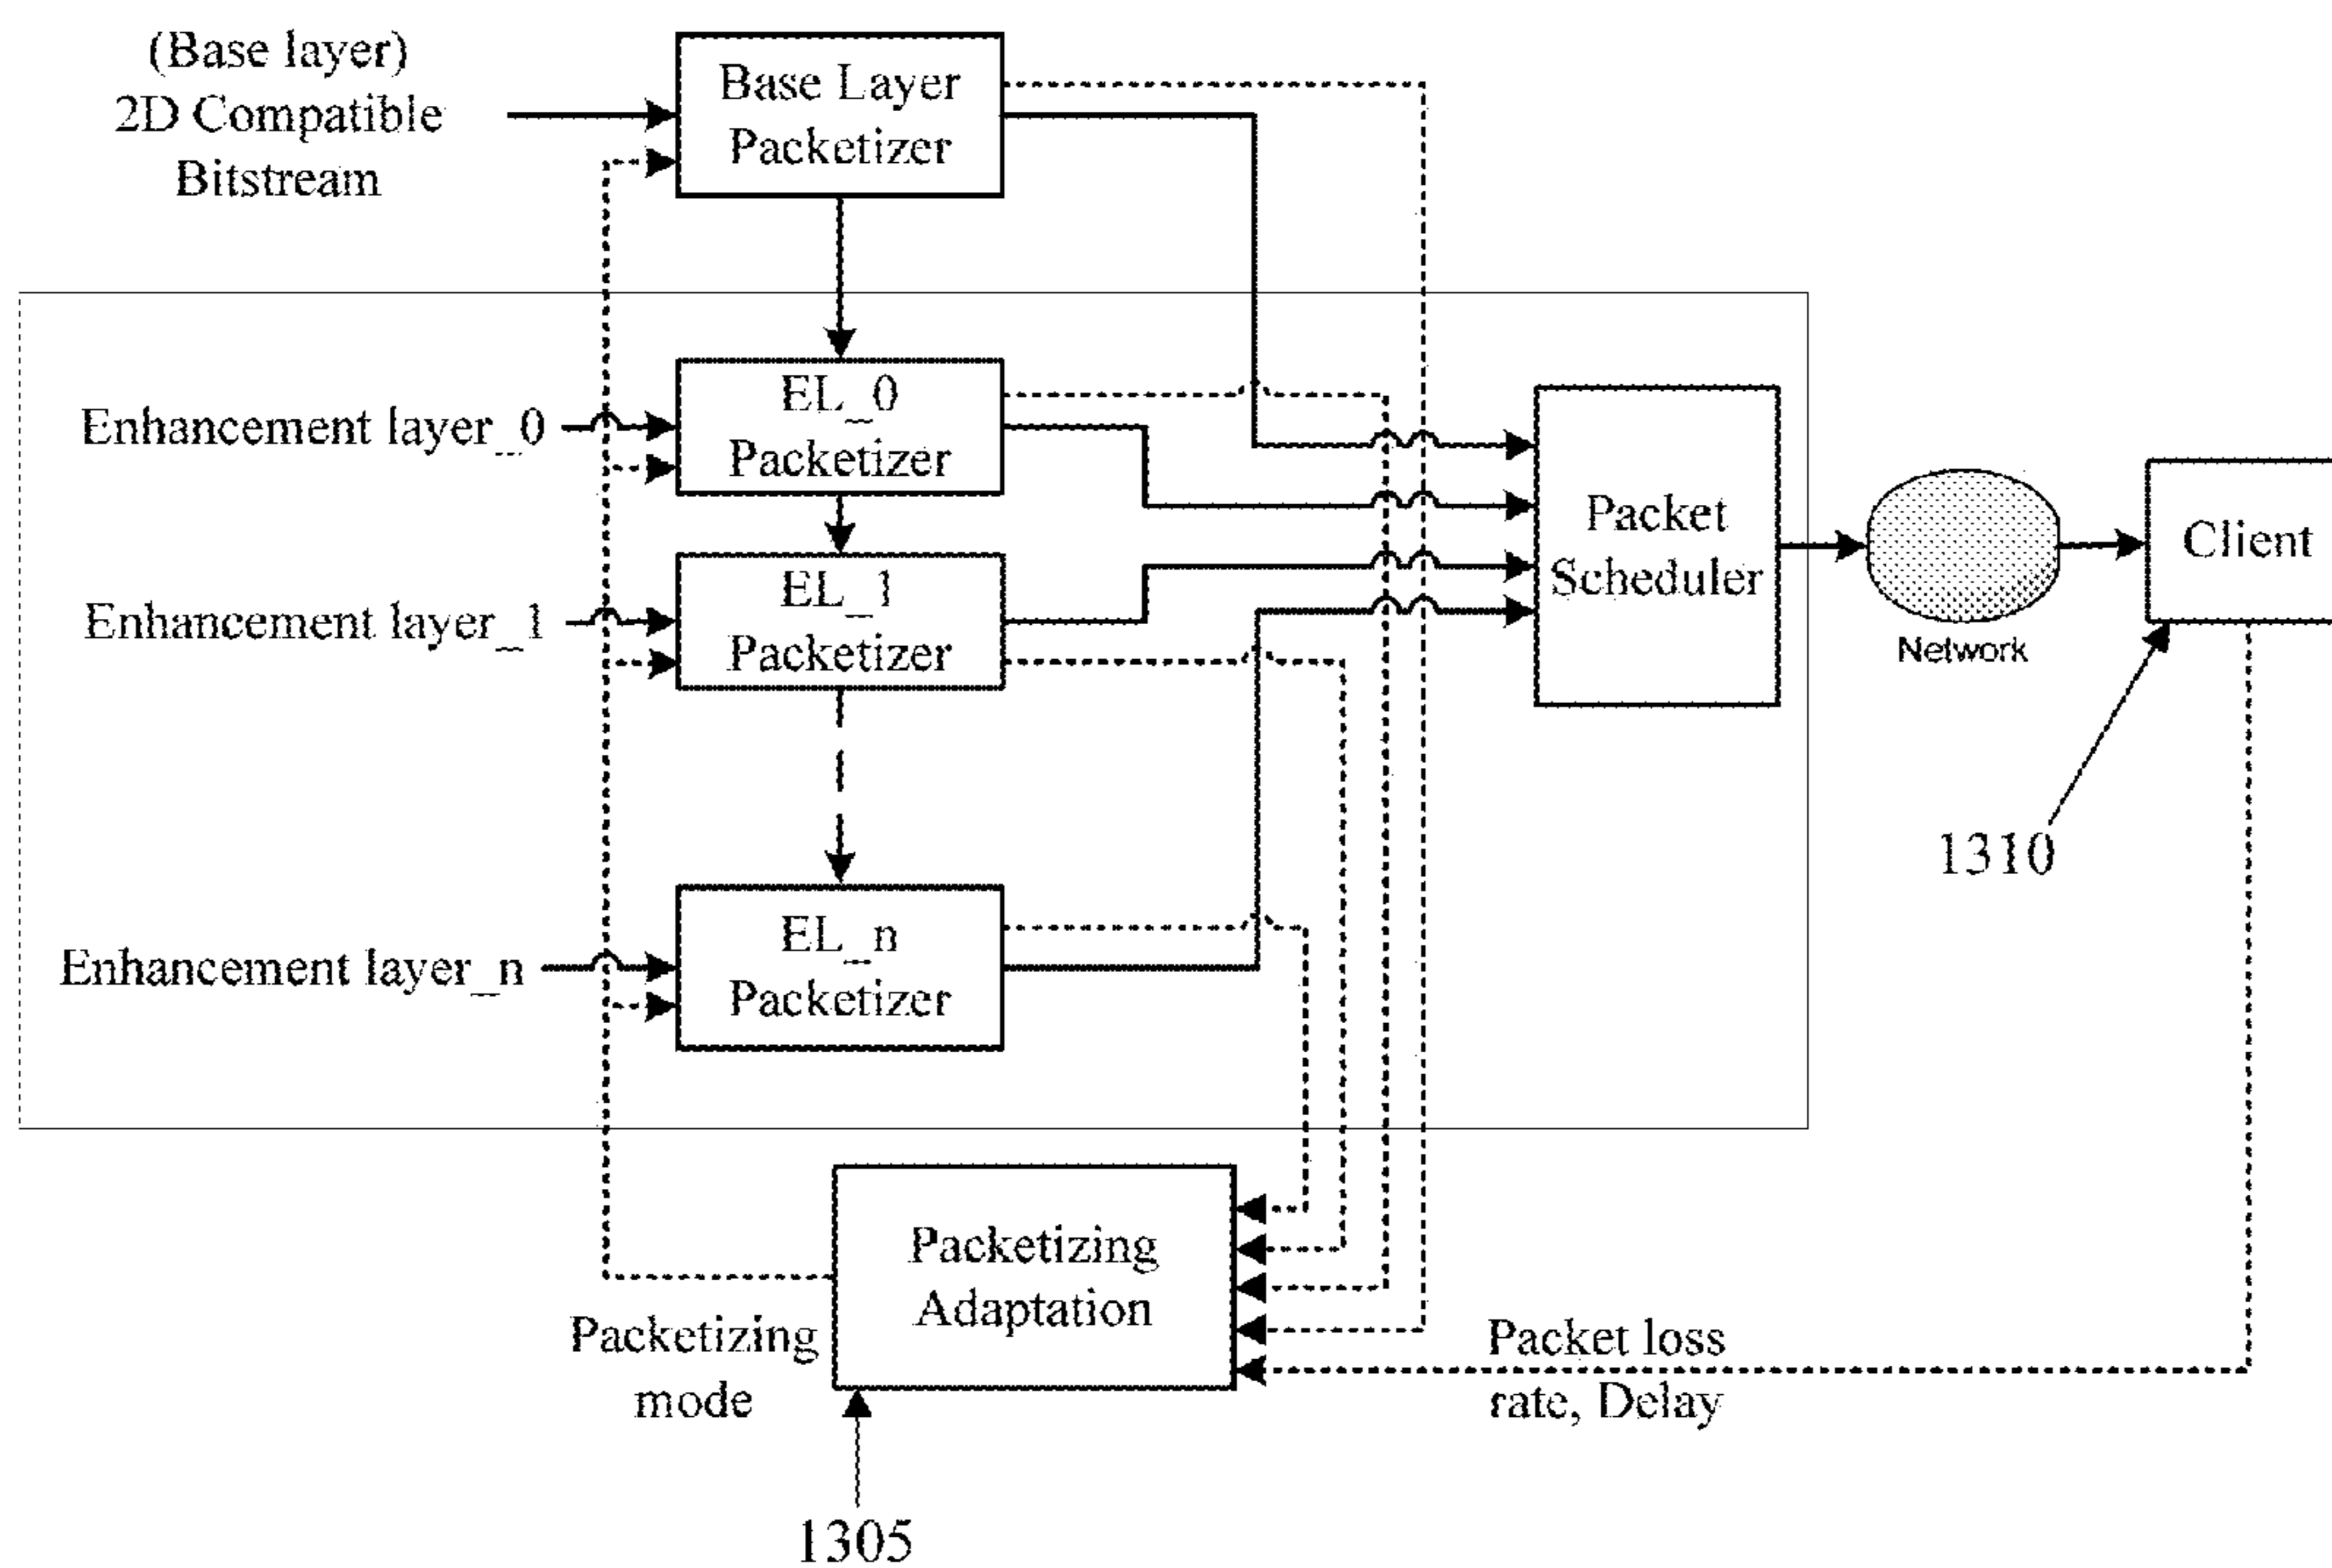 (Base layer)
2D Compatible
Bitstream
Base Layer
Packetizer
Enhancement layer_0
EL_0
Packetizer
Enhancement layer_1
EL_1
Packetizer
Enhancement layer_n
EL_n
Packetizer
Packet
Scheduler
Network
Client
1310
Packetizing
mode
Packetizing
Adaptation
Packet loss
rate, Delay
1305